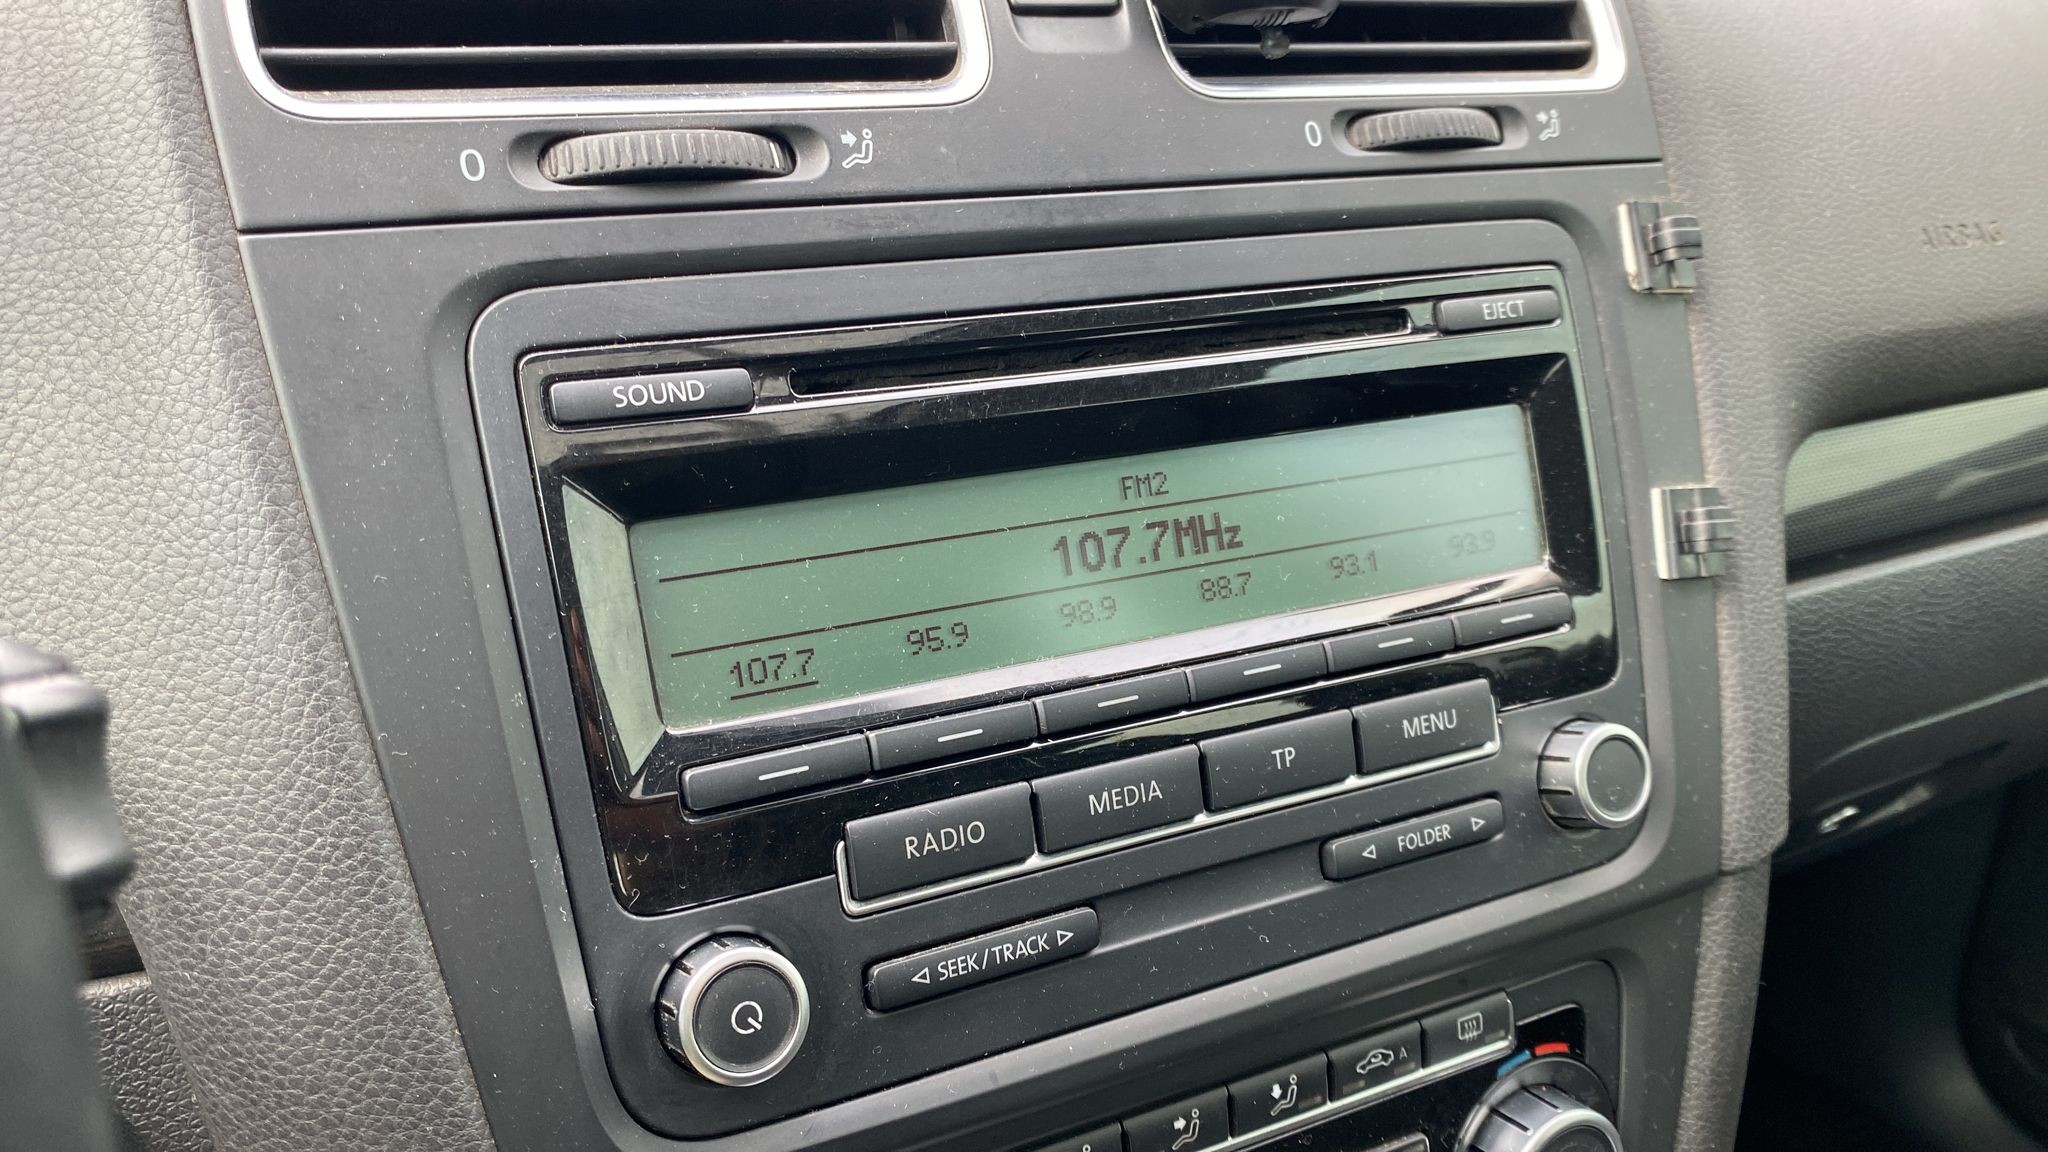 0
0
AIRBAG
EJECT
SOUND
FM2
107.7MHz
107.7 95.9 98.9 88.7 93.1 93.9
RADIO MEDIA TP MENU
FOLDER
SEEK/TRACK
A